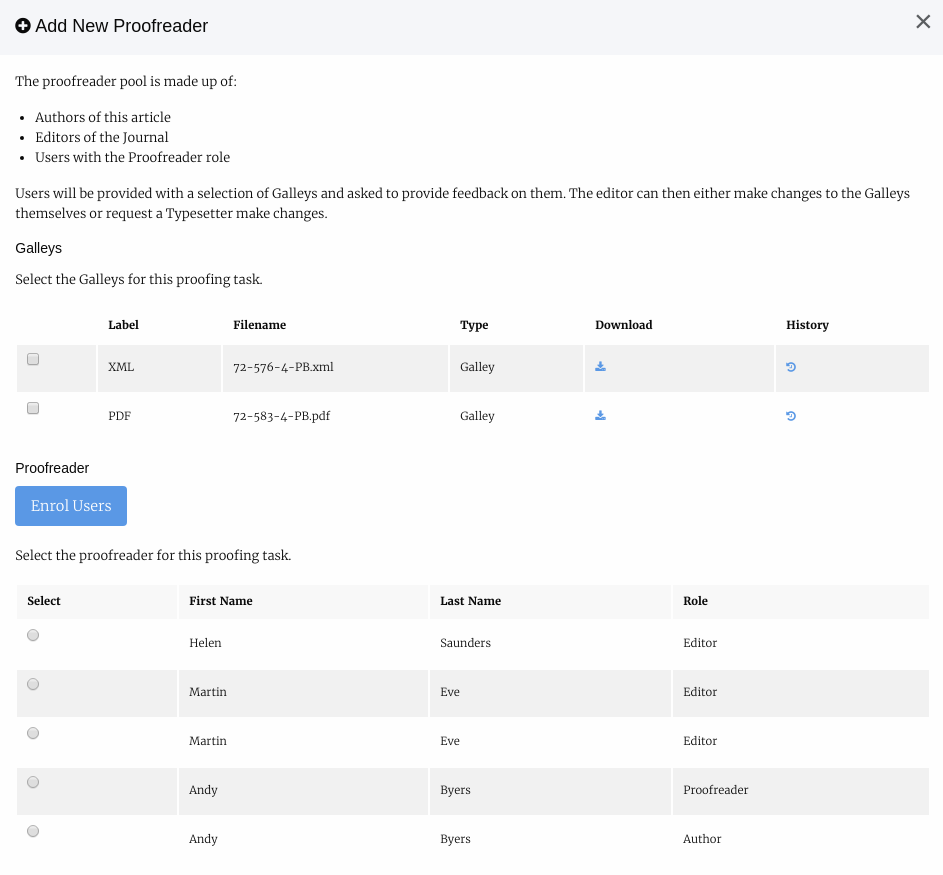 Add New Proofreader
The proofreader pool is made up of:
Authors of this article
Editors of the Journal
Users with the Proofreader role
Users will be provided with a selection of Galleys and asked to provide feedback on them. The editor can then either make changes to the Galleys
themselves or request a Typesetter make changes.
Galleys
Select the Galleys for this proofing task.
Label Filename Type Download History
XML 72-576-4-PB.xml Galley
PDF 72-583-4-PB.pdf Galley
Proofreader
Enrol Users
Select the proofreader for this proofing task.
Select First Name Last Name Role
Helen Saunders Editor
Martin Eve Editor
Martin Eve Editor
Andy Byers Proofreader
Andy Byers Author